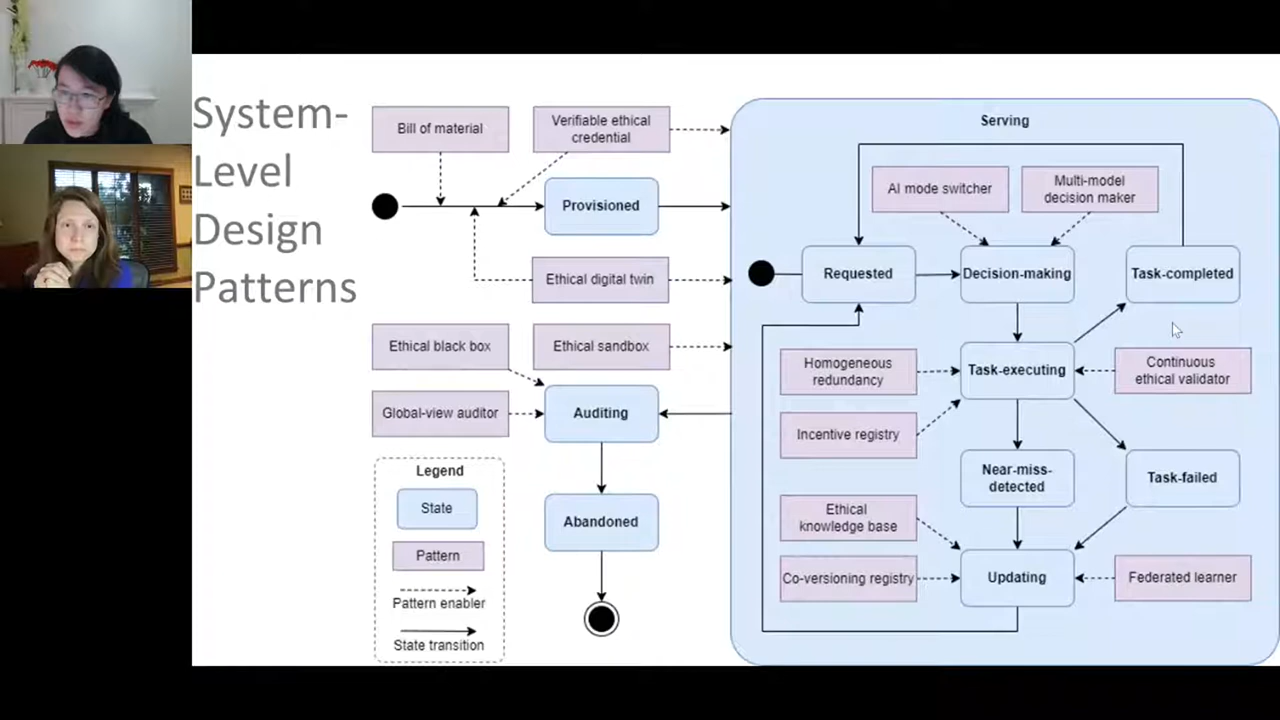 System-
Level
Design
Patterns
Bill of material
Verifiable ethical
credential
Provisioned
Ethical digital twin
Ethical black box
Ethical sandbox
Global-view auditor
Auditing
Abandoned
Legend
State
Pattern
Pattern enabler
State transition
Serving
AI mode switcher
Multi-model
decision maker
Requested
Decision-making
Task-completed
Homogeneous
redundancy
Task-executing
Continuous
ethical validator
Incentive registry
Near-miss-
detected
Task-failed
Ethical
knowledge base
Co-versioning registry
Updating
Federated learner